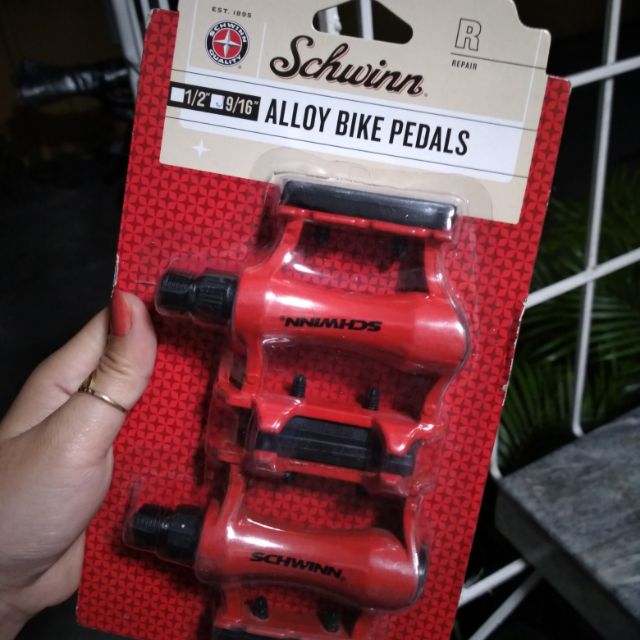 EST. 1895
SCHWINN
QUALITY
Schwinn
R
REPAIR
1/2" 9/16" ALLOY BIKE PEDALS
SCHWINN
SCHWINN